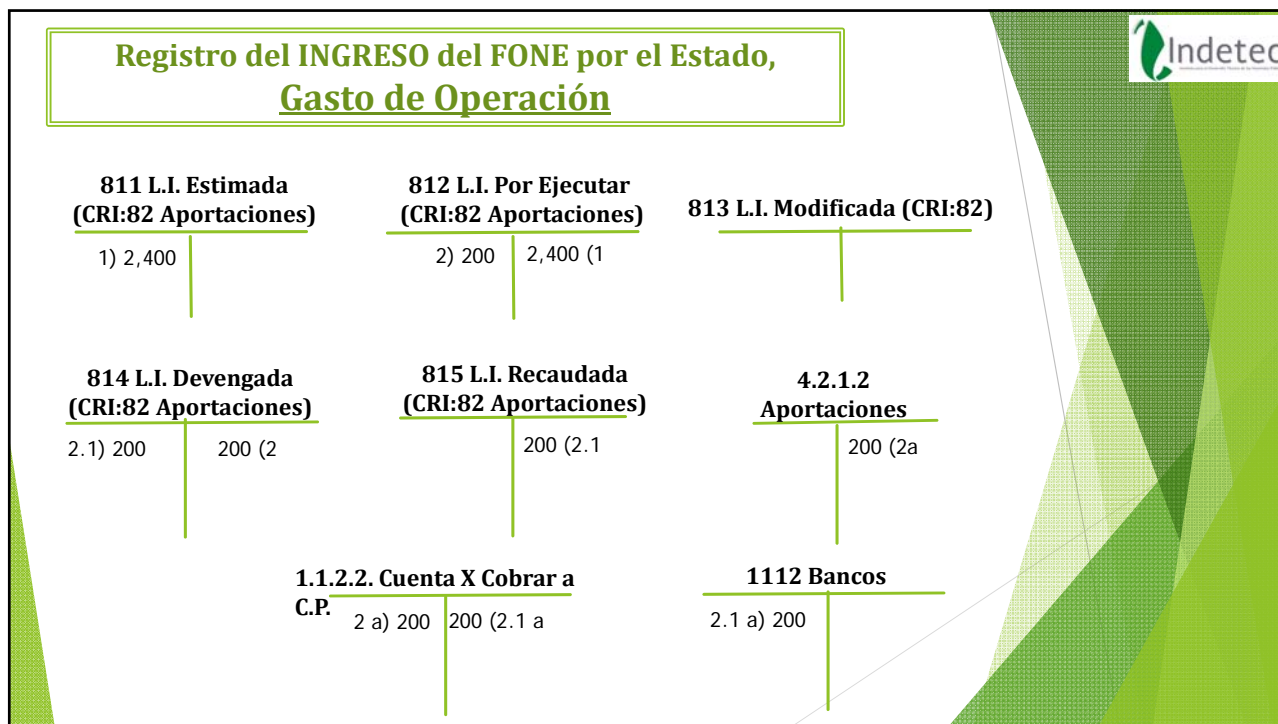 Registro del INGRESO del FONE por el Estado,
Gasto de Operación
Indetec
811 L.I. Estimada
(CRI:82 Aportaciones)
1) 2,400
812 L.I. Por Ejecutar
(CRI:82 Aportaciones)
2) 200 2,400 (1
813 L.I. Modificada (CRI:82)
814 L.I. Devengada
(CRI:82 Aportaciones)
2.1) 200 200 (2
815 L.I. Recaudada
(CRI:82 Aportaciones)
200 (2.1
4.2.1.2
Aportaciones
200 (2a
1.1.2.2. Cuenta X Cobrar a
C.P.
2 a) 200 200 (2.1 a
1112 Bancos
2.1 a) 200